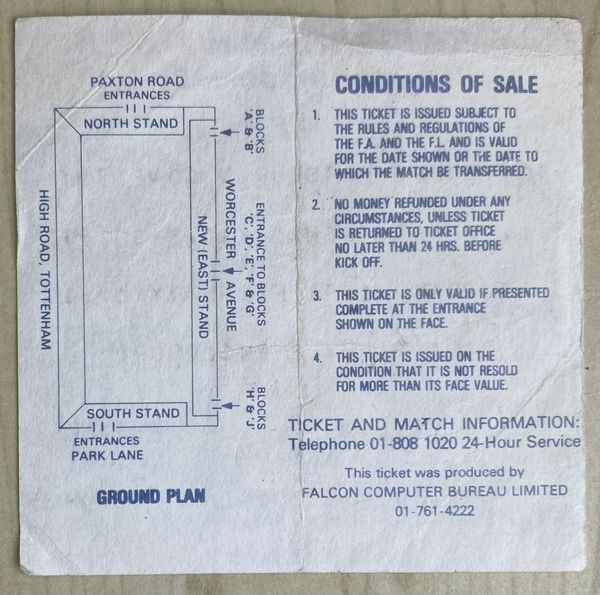 PAXTON ROAD
ENTRANCES
NORTH STAND
BLOCKS
'A' & 'B'
HIGH ROAD, TOTTENHAM
NEW (EAST) STAND
WORCESTER AVENUE
ENTRANCE TO BLOCKS
'C', 'D', 'E', 'F' & 'G'
BLOCKS
'H' & 'J'
SOUTH STAND
ENTRANCES
PARK LANE
GROUND PLAN
CONDITIONS OF SALE
1. THIS TICKET IS ISSUED SUBJECT TO
THE RULES AND REGULATIONS OF
THE F.A. AND THE F.L. AND IS VALID
FOR THE DATE SHOWN OR THE DATE TO
WHICH THE MATCH BE TRANSFERRED.
2. NO MONEY REFUNDED UNDER ANY
CIRCUMSTANCES, UNLESS TICKET
IS RETURNED TO TICKET OFFICE
NO LATER THAN 24 HRS. BEFORE
KICK OFF.
3. THIS TICKET IS ONLY VALID IF PRESENTED
COMPLETE AT THE ENTRANCE
SHOWN ON THE FACE.
4. THIS TICKET IS ISSUED ON THE
CONDITION THAT IT IS NOT RESOLD
FOR MORE THAN ITS FACE VALUE.
TICKET AND MATCH INFORMATION:
Telephone 01-808 1020 24-Hour Service
This ticket was produced by
FALCON COMPUTER BUREAU LIMITED
01-761-4222